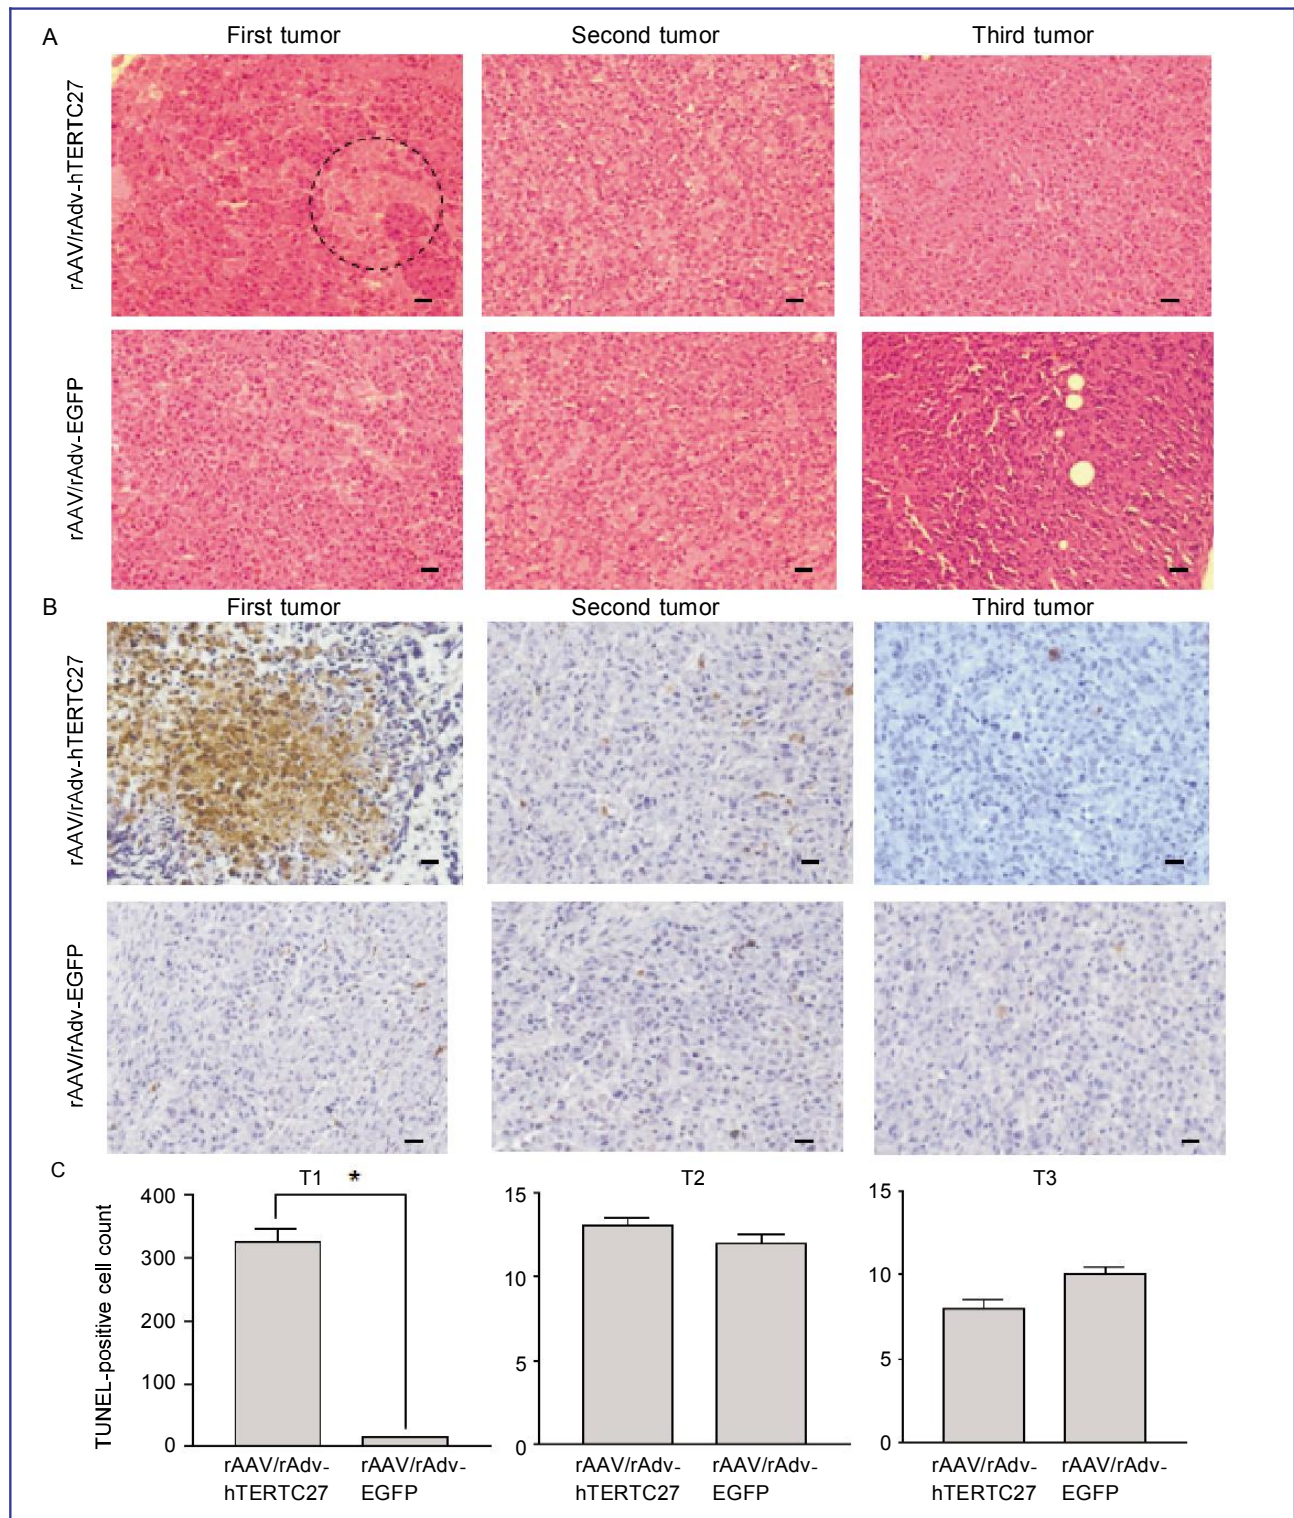 A
First tumor Second tumor Third tumor
rAAV/rAdv-hTERTC27
rAAV/rAdv-EGFP
B
First tumor Second tumor Third tumor
rAAV/rAdv-hTERTC27
rAAV/rAdv-EGFP
C
T1 * T2 T3
TUNEL-positive cell count
400
300
200
100
0
rAAV/rAdv- rAAV/rAdv-
hTERTC27 EGFP
15
10
5
0
rAAV/rAdv- rAAV/rAdv-
hTERTC27 EGFP
15
10
5
0
rAAV/rAdv- rAAV/rAdv-
hTERTC27 EGFP